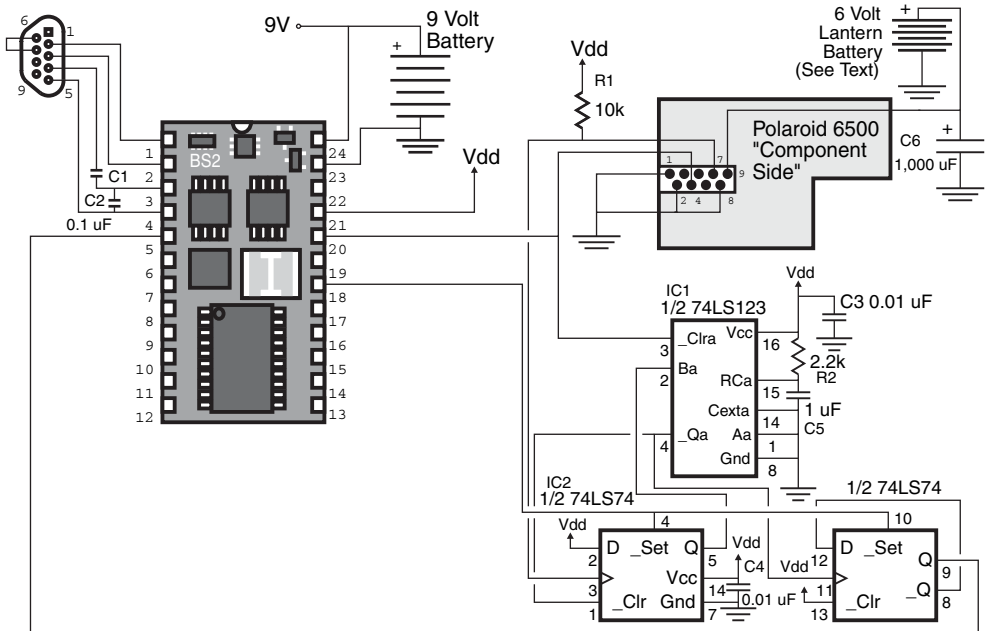 6
1
9
5
9V
9 Volt
Battery
+
Vdd
R1
10k
6 Volt
Lantern
Battery
(See Text)
+
Polaroid 6500
"Component
Side"
1
7
9
2
4
8
C6
+
1,000 uF
BS2
1
2
3
4
5
6
7
8
9
10
11
12
24
23
22
21
20
19
18
17
16
15
14
13
C1
C2
0.1 uF
Vdd
IC1
1/2 74LS123
_Clra
3
Ba
2
_Qa
4
Vcc
16
RCa
15
Cexta
14
Aa
1
Gnd
8
Vdd
C3 0.01 uF
2.2k
R2
1 uF
C5
IC2
1/2 74LS74
Vdd
4
D _Set Q
2
5
Vcc
3
14
_Clr Gnd
1
7
Vdd
C4
0.01 uF
1/2 74LS74
10
D _Set
12
Q
9
Vdd
11
_Q
8
_Clr
13